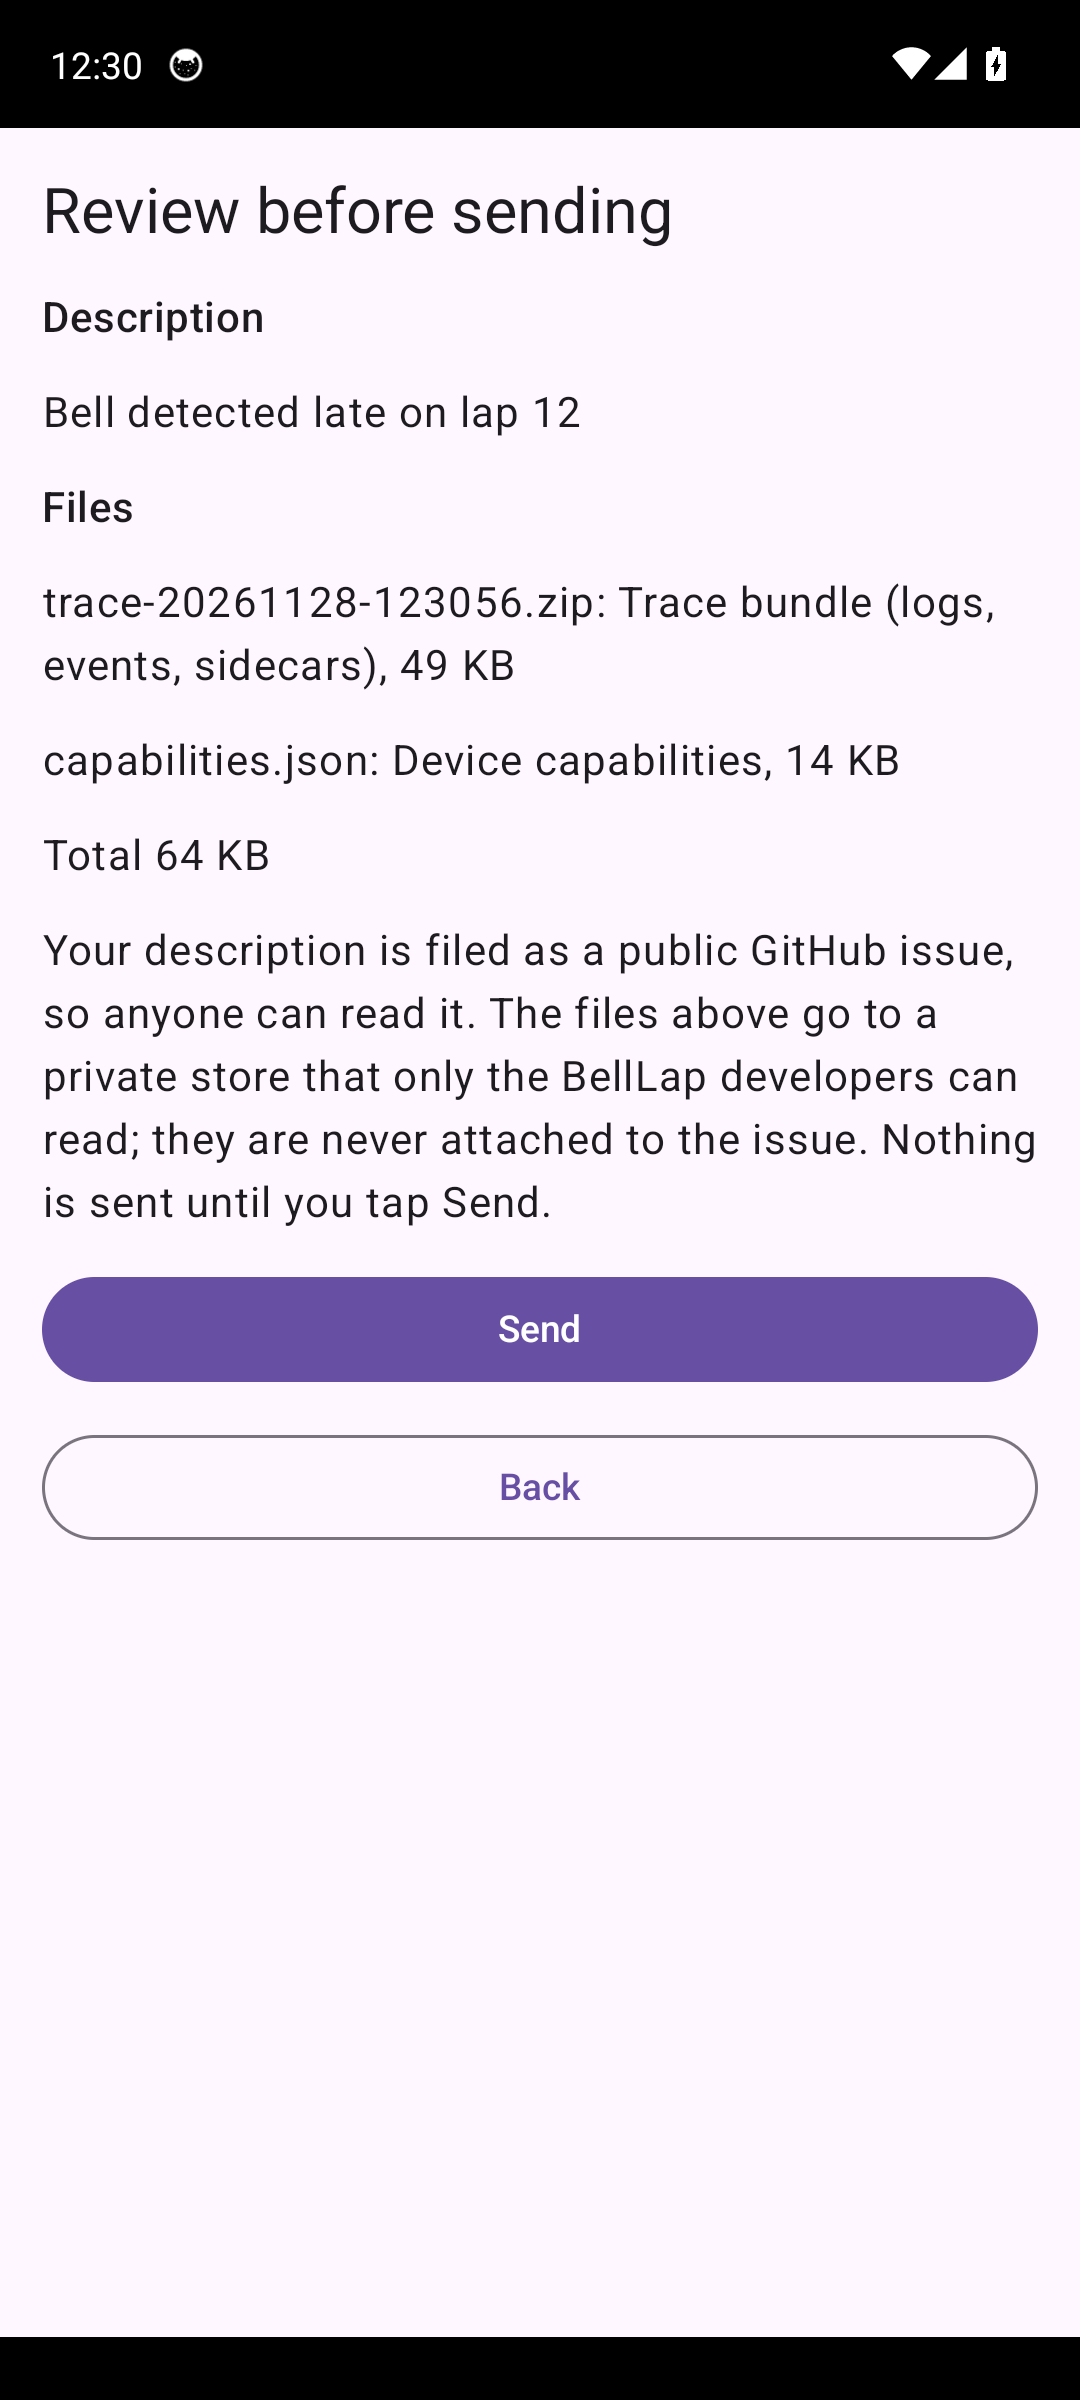 12:30
Review before sending
Description
Bell detected late on lap 12
Files
trace-20261128-123056.zip: Trace bundle (logs,
events, sidecars), 49 KB
capabilities.json: Device capabilities, 14 KB
Total 64 KB
Your description is filed as a public GitHub issue,
so anyone can read it. The files above go to a
private store that only the BellLap developers can
read; they are never attached to the issue. Nothing
is sent until you tap Send.
Send
Back